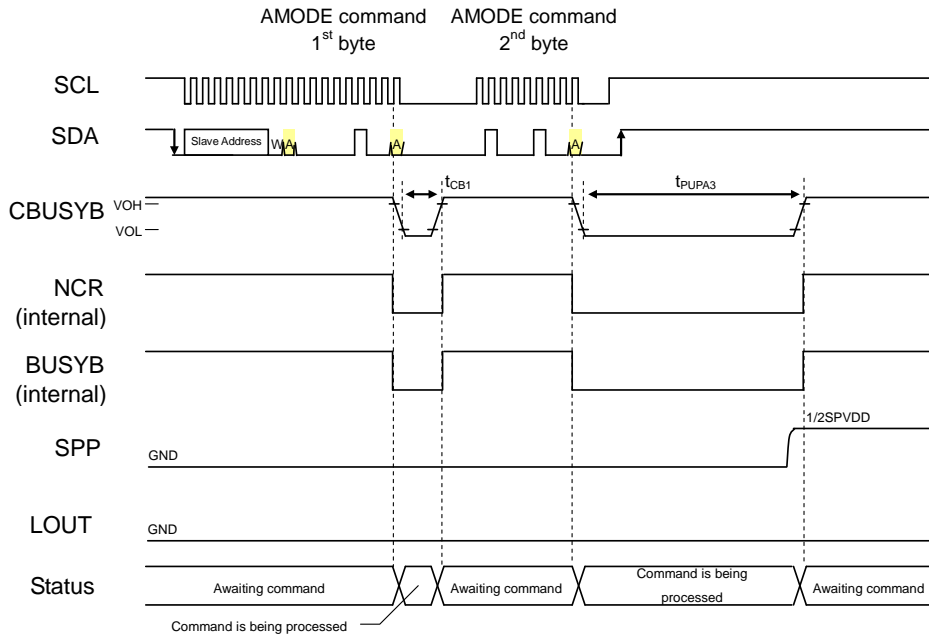 AMODE command
1st byte
AMODE command
2nd byte
SCL
SDA
Slave Address
W
A
A
A
CBUSYB
VOH
VOL
tCB1
tPUPA3
NCR
(internal)
BUSYB
(internal)
SPP
GND
1/2SPVDD
LOUT
GND
Status
Awaiting command
Awaiting command
Command is being
processed
Awaiting command
Command is being processed